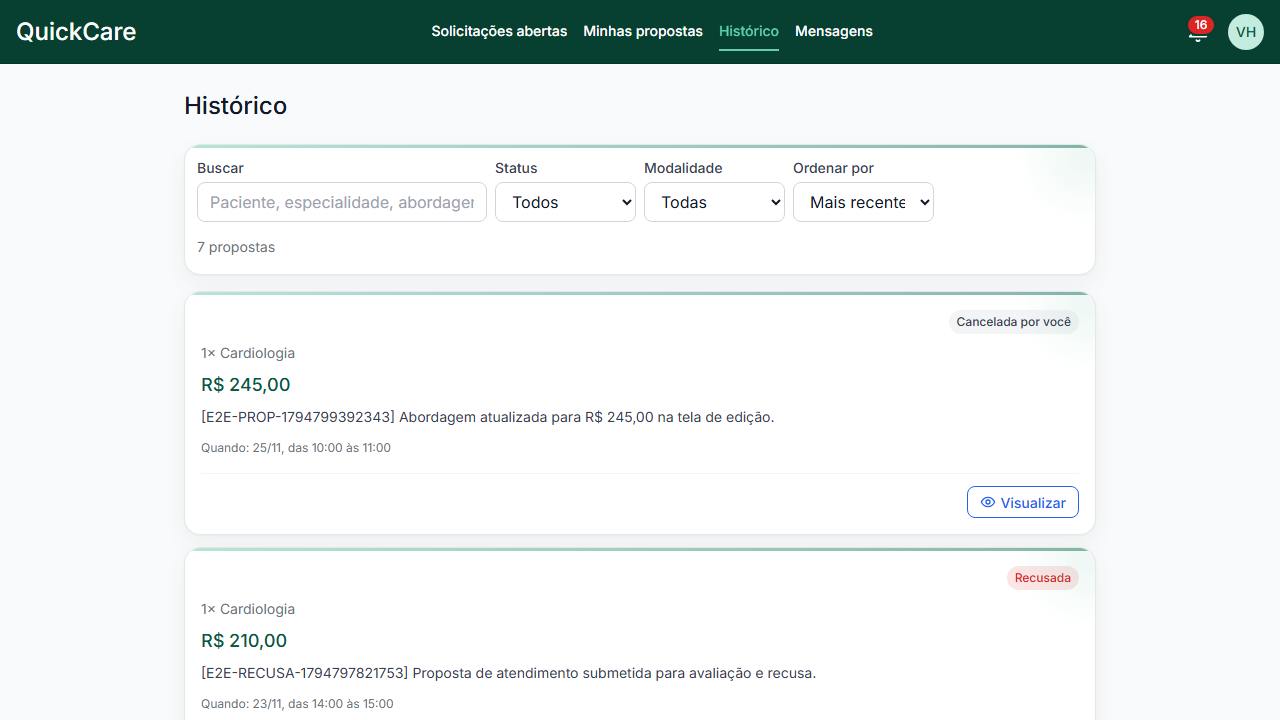 QuickCare
Solicitações abertas
Minhas propostas
Histórico
Mensagens
16
VH
Histórico
Buscar
Status
Modalidade
Ordenar por
Paciente, especialidade, abordagem
Todos
Todas
Mais recente
7 propostas
Cancelada por você
1× Cardiologia
R$ 245,00
[E2E-PROP-1794799392343] Abordagem atualizada para R$ 245,00 na tela de edição.
Quando: 25/11, das 10:00 às 11:00
Visualizar
Recusada
1× Cardiologia
R$ 210,00
[E2E-RECUSA-1794797821753] Proposta de atendimento submetida para avaliação e recusa.
Quando: 23/11, das 14:00 às 15:00